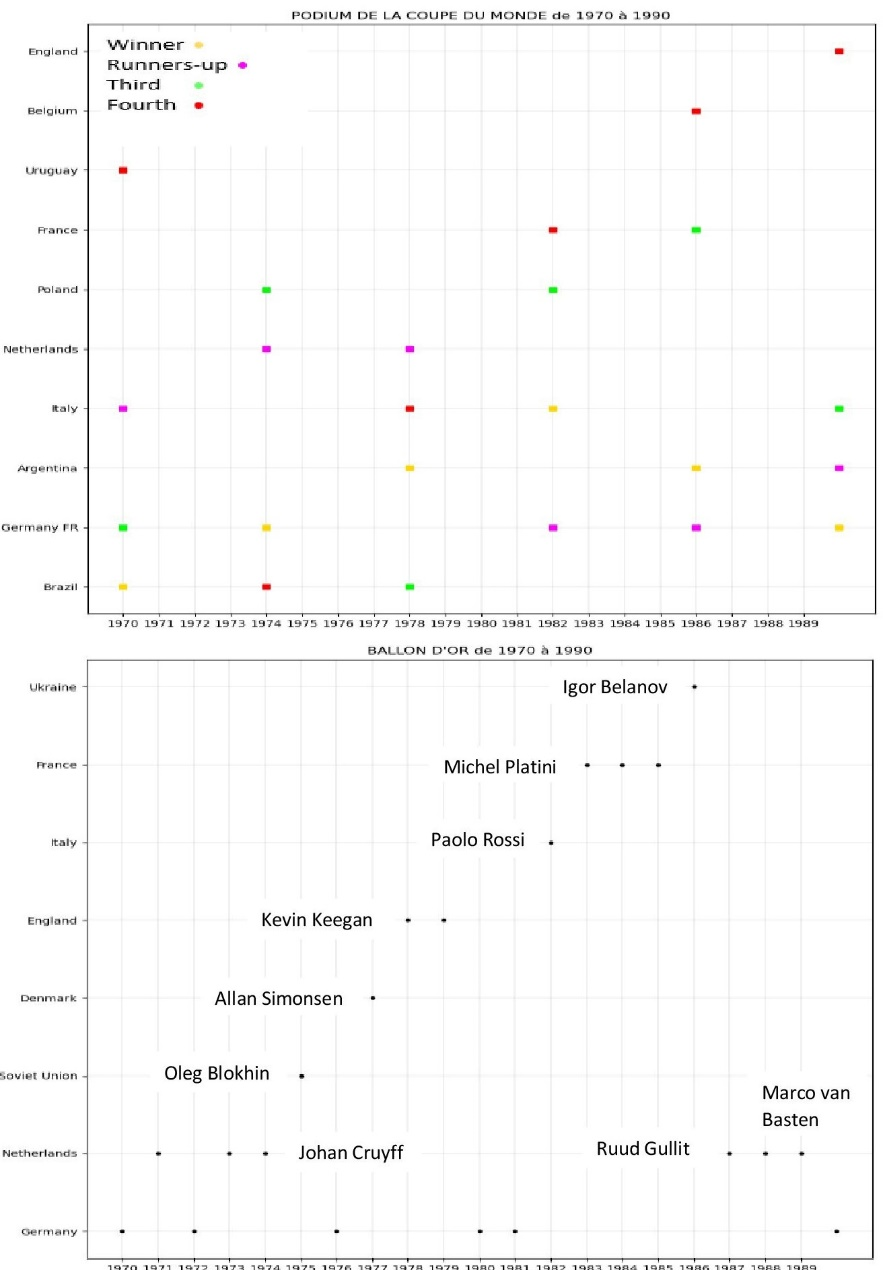 PODIUM DE LA COUPE DU MONDE de 1970 à 1990
Winner
Runners-up
Third
Fourth
England
Belgium
Uruguay
France
Poland
Netherlands
Italy
Argentina
Germany FR
Brazil
1970 1971 1972 1973 1974 1975 1976 1977 1978 1979 1980 1981 1982 1983 1984 1985 1986 1987 1988 1989
BALLON D'OR de 1970 à 1990
Ukraine
Igor Belanov
France
Michel Platini
Italy
Paolo Rossi
England
Kevin Keegan
Denmark
Allan Simonsen
Soviet Union
Oleg Blokhin
Marco van
Basten
Netherlands
Johan Cruyff
Ruud Gullit
Germany
1970 1971 1972 1973 1974 1975 1976 1977 1978 1979 1980 1981 1982 1983 1984 1985 1986 1987 1988 1989